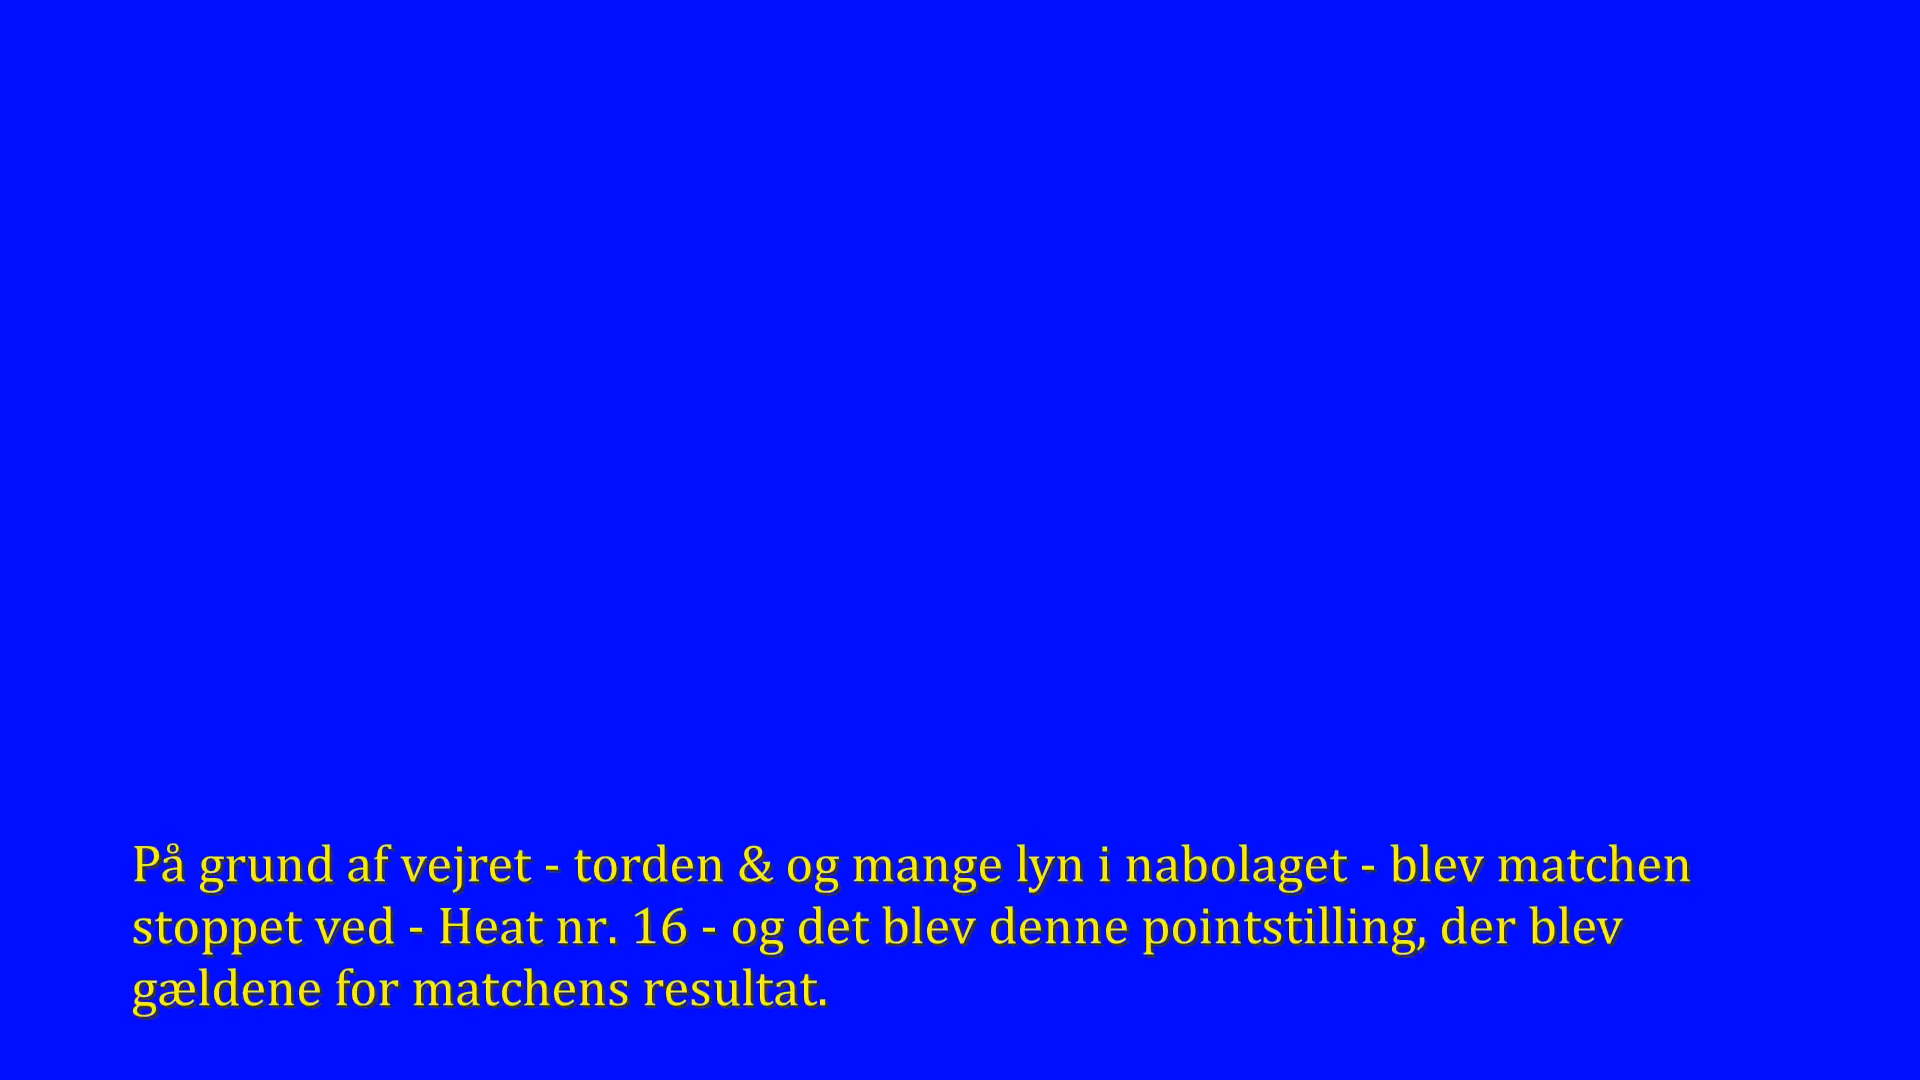 På grund af vejret - torden & og mange lyn i nabolaget - blev matchen
stoppet ved - Heat nr. 16 - og det blev denne pointstilling, der blev
gældene for matchens resultat.